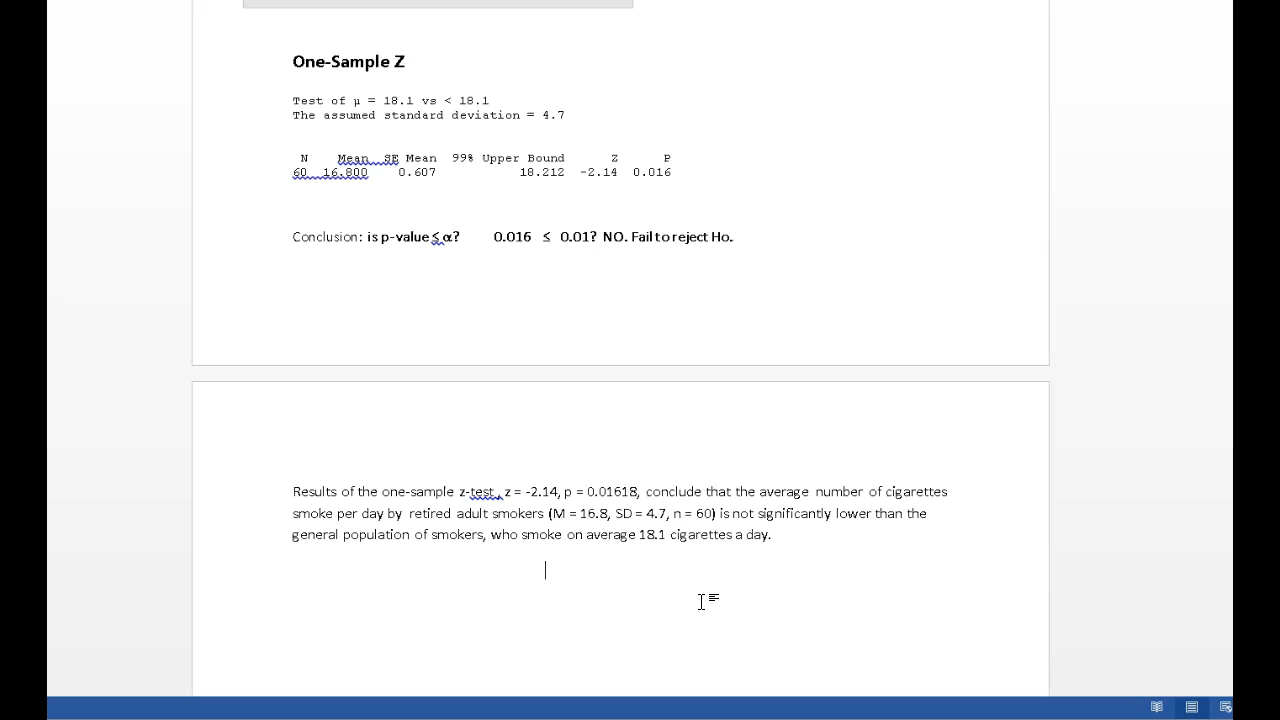 One-Sample Z
Test of μ = 18.1 vs < 18.1
The assumed standard deviation = 4.7
N Mean SE Mean 99% Upper Bound Z P
60 16.800 0.607 18.212 -2.14 0.016
Conclusion: is p-value ≤ α? 0.016 ≤ 0.01? NO. Fail to reject Ho.
Results of the one-sample z-test , z = -2.14, p = 0.01618, conclude that the average number of cigarettes
smoke per day by retired adult smokers (M = 16.8, SD = 4.7, n = 60) is not significantly lower than the
general population of smokers, who smoke on average 18.1 cigarettes a day.